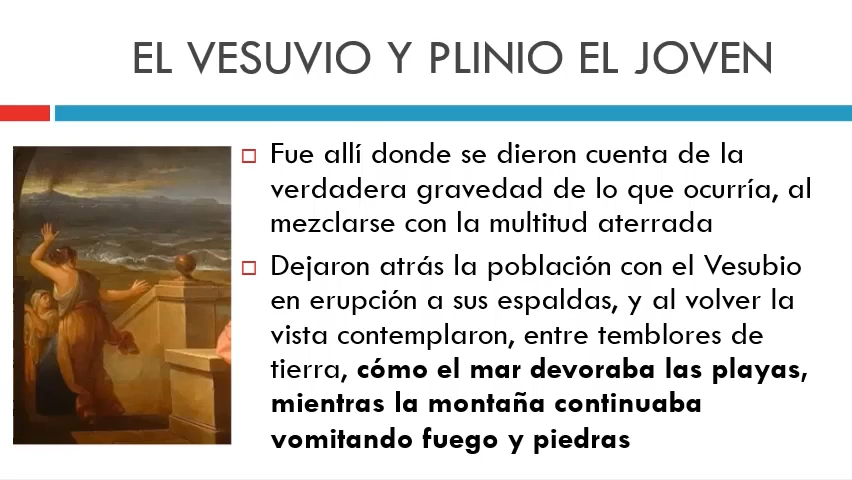 EL VESUVIO Y PLINIO EL JOVEN
Fue allí donde se dieron cuenta de la
verdadera gravedad de lo que ocurría, al
mezclarse con la multitud aterrada
Dejaron atrás la población con el Vesubio
en erupción a sus espaldas, y al volver la
vista contemplaron, entre temblores de
tierra, cómo el mar devoraba las playas,
mientras la montaña continuaba
vomitando fuego y piedras